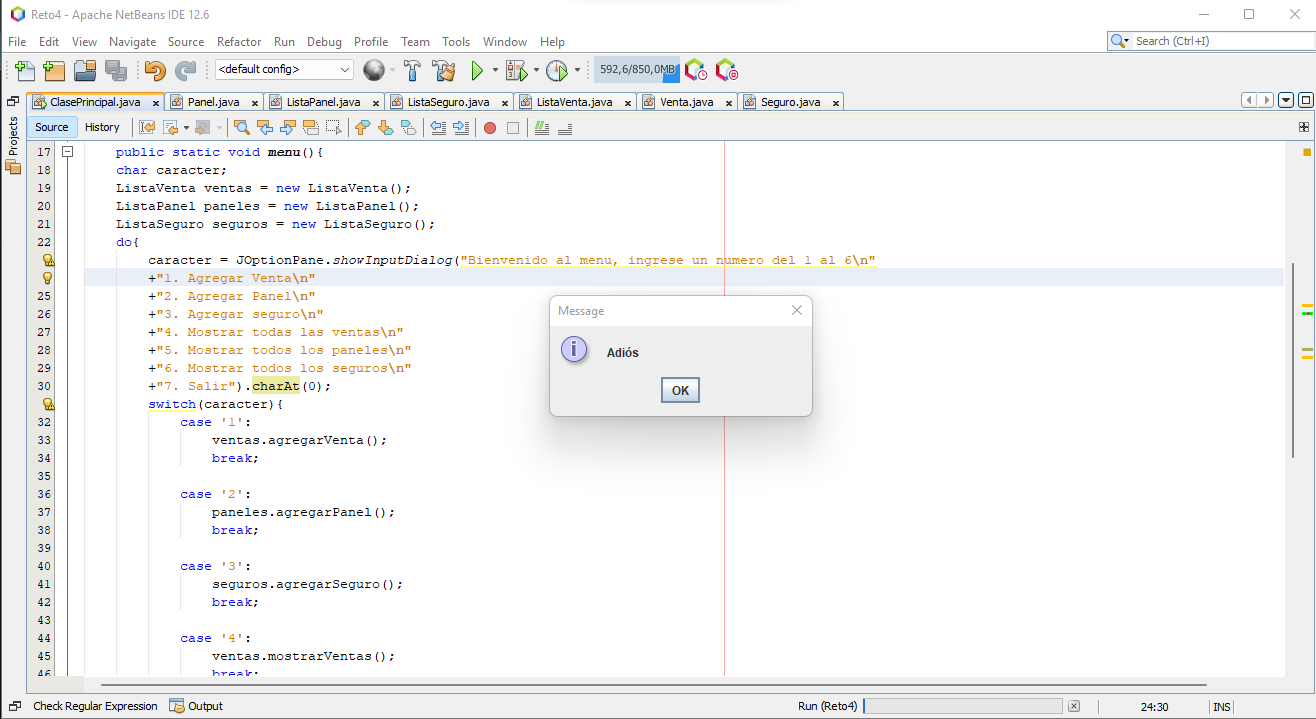 Reto4 - Apache NetBeans IDE 12.6
File Edit View Navigate Source Refactor Run Debug Profile Team Tools Window Help
Search (Ctrl+I)
<default config>
592,6/850,0MB
ClasePrincipal.java Panel.java ListaPanel.java ListaSeguro.java ListaVenta.java Venta.java Seguro.java
Projects
Source History
17 public static void menu(){
18 char caracter;
19 ListaVenta ventas = new ListaVenta();
20 ListaPanel paneles = new ListaPanel();
21 ListaSeguro seguros = new ListaSeguro();
22 do{
caracter = JOptionPane.showInputDialog("Bienvenido al menu, ingrese un numero del 1 al 6\n"
+"1. Agregar Venta\n"
25 +"2. Agregar Panel\n"
26 +"3. Agregar seguro\n"
27 +"4. Mostrar todas las ventas\n"
28 +"5. Mostrar todos los paneles\n"
29 +"6. Mostrar todos los seguros\n"
30 +"7. Salir").charAt(0);
switch(caracter){
32 case '1':
33 ventas.agregarVenta();
34 break;
35
36 case '2':
37 paneles.agregarPanel();
38 break;
39
40 case '3':
41 seguros.agregarSeguro();
42 break;
43
44 case '4':
45 ventas.mostrarVentas();
46 break;
Message
Adiós
OK
Check Regular Expression Output Run (Reto4) 24:30 INS